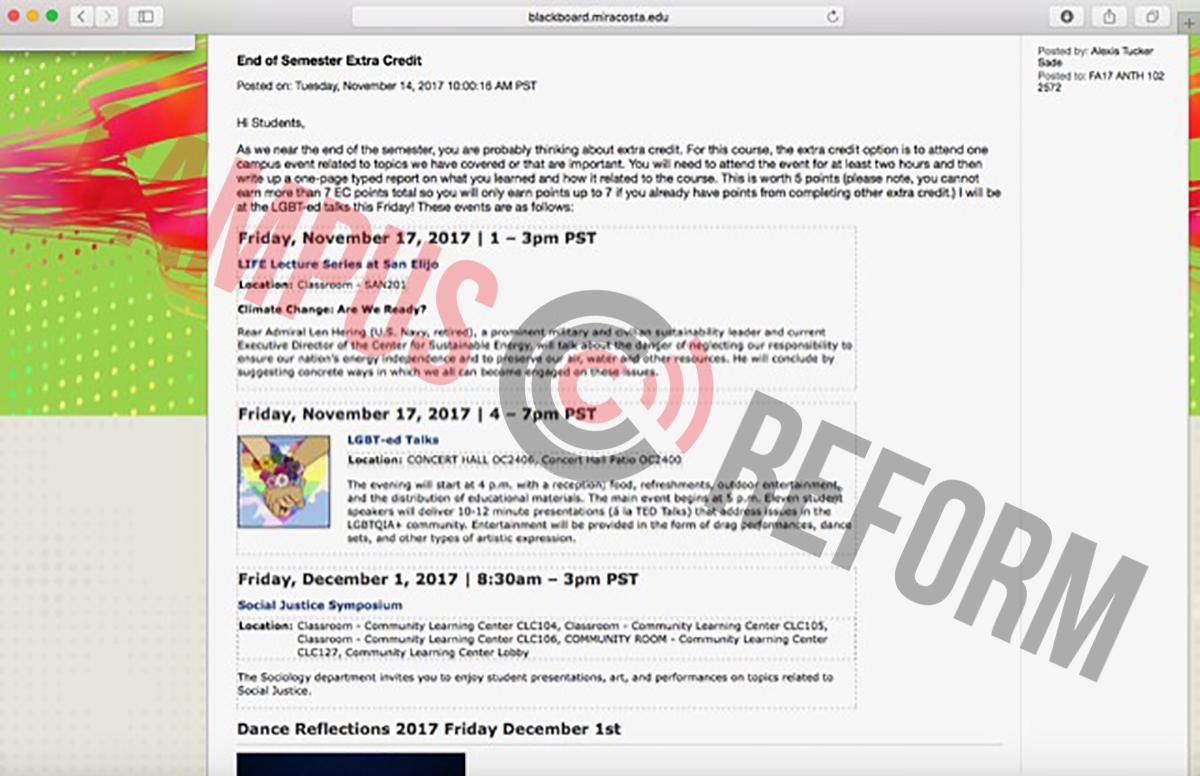 blackboard.miracosta.edu
End of Semester Extra Credit
Posted on: Tuesday, November 14, 2017 10:00:16 AM PST
Hi Students,
As we near the end of the semester, you are probably thinking about extra credit. For this course, the extra credit option is to attend one
campus event related to topics we have covered or that are important. You will need to attend the event for at least two hours and then
write up a one-page typed report on what you learned and how it related to the course. This is worth 5 points (please note, you cannot
earn more than 7 EC points total so you will only earn points up to 7 if you already have points from completing other extra credit.) I will be
at the LGBT-ed talks this Friday! These events are as follows:
Friday, November 17, 2017 | 1 – 3pm PST
LIFE Lecture Series at San Elijo
Location: Classroom - SAN201
Climate Change: Are We Ready?
Rear Admiral Len Hering (U.S. Navy, retired), a prominent military and civilian sustainability leader and current
Executive Director of the Center for Sustainable Energy, will talk about the danger of neglecting our responsibility to
ensure our nation's energy independence and to preserve our air, water and other resources. He will conclude by
suggesting concrete ways in which we all can become engaged on these issues.
Friday, November 17, 2017 | 4 – 7pm PST
LGBT-ed Talks
Location: CONCERT HALL OC2406, Concert Hall Patio OC2400
The evening will start at 4 p.m. with a reception; food, refreshments, outdoor entertainment,
and the distribution of educational materials. The main event begins at 5 p.m. Eleven student
speakers will deliver 10-12 minute presentations (á la TED Talks) that address issues in the
LGBTQIA+ community. Entertainment will be provided in the form of drag performances, dance
sets, and other types of artistic expression.
Friday, December 1, 2017 | 8:30am – 3pm PST
Social Justice Symposium
Location: Classroom - Community Learning Center CLC104, Classroom - Community Learning Center CLC105,
Classroom - Community Learning Center CLC106, COMMUNITY ROOM - Community Learning Center
CLC127, Community Learning Center Lobby
The Sociology department invites you to enjoy student presentations, art, and performances on topics related to
Social Justice.
Dance Reflections 2017 Friday December 1st
Posted by: Alexis Tucker
Sade
Posted to: FA17 ANTH 102
2572
CAMPUS REFORM